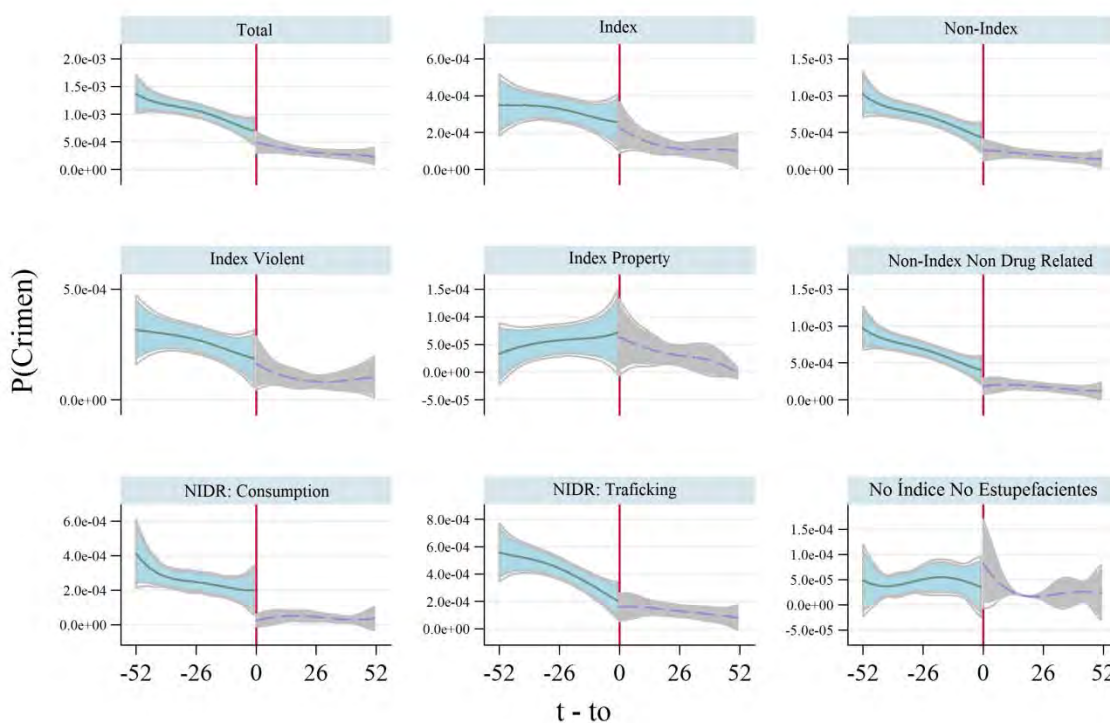 Total
2.0e-03
1.5e-03
1.0e-03
5.0e-04
0.0e+00
Index
6.0e-04
4.0e-04
2.0e-04
0.0e+00
Non-Index
1.5e-03
1.0e-03
5.0e-04
0.0e+00
P(Crimen)
Index Violent
5.0e-04
0.0e+00
Index Property
1.5e-04
1.0e-04
5.0e-05
0.0e+00
-5.0e-05
Non-Index Non Drug Related
1.5e-03
1.0e-03
5.0e-04
0.0e+00
NIDR: Consumption
6.0e-04
4.0e-04
2.0e-04
0.0e+00
-52 -26 0 26 52
NIDR: Traficking
8.0e-04
6.0e-04
4.0e-04
2.0e-04
0.0e+00
-52 -26 0 26 52
No Índice No Estupefacientes
1.5e-04
1.0e-04
5.0e-05
0.0e+00
-5.0e-05
-52 -26 0 26 52
t - to